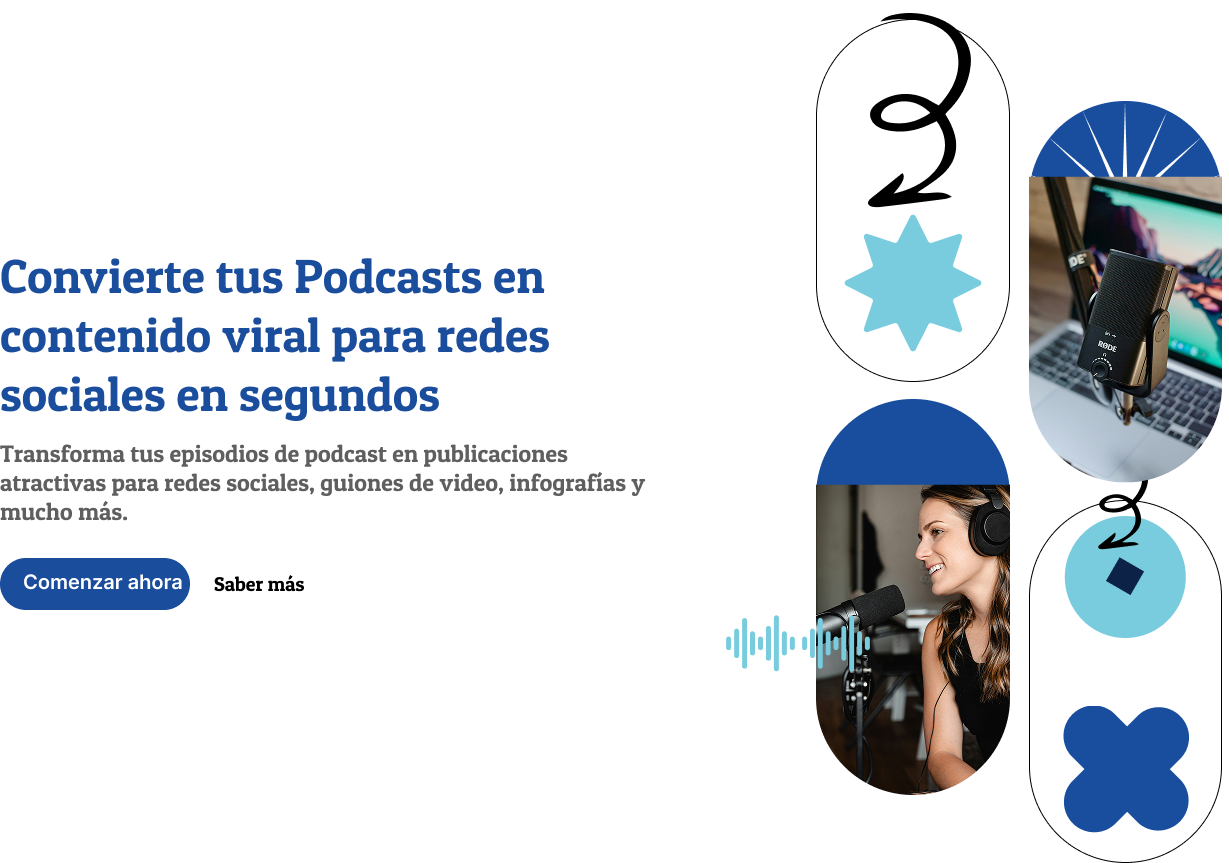 Convierte tus Podcasts en
contenido viral para redes
sociales en segundos
Transforma tus episodios de podcast en publicaciones
atractivas para redes sociales, guiones de video, infografías y
mucho más.
Comenzar ahora
Saber más
RØDE